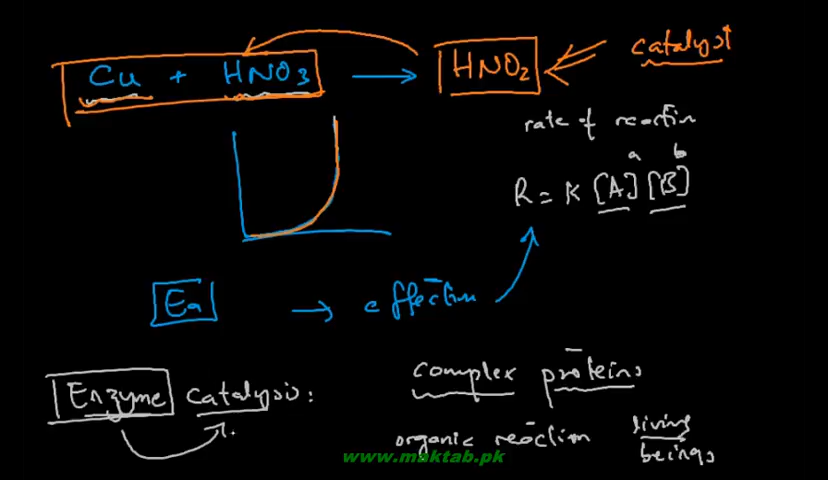 Cu + HNO3 → HNO2 catalyst
rate of reaction
R = K [A]ᵃ [B]ᵇ
Ea → effection
Enzyme catalysis: complex proteins
organic reaction living beings
www.maktab.pk